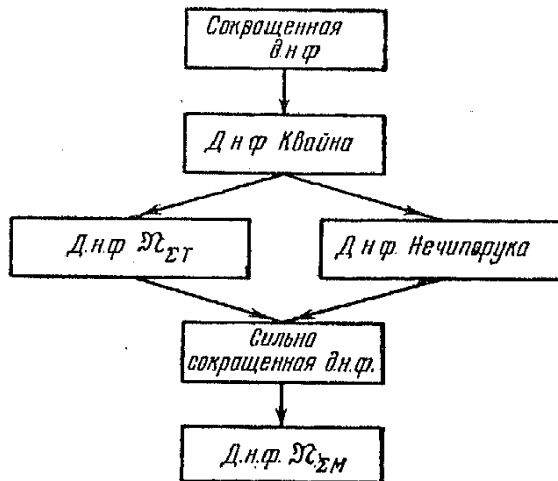 Сокращенная
д н ф
Д н ф Квайна
Д.н.ф 𝔑ΣT
Д н ф. Нечипорука
Сильно
сокращенная д.н.ф.
Д.н.ф. 𝔑ΣM